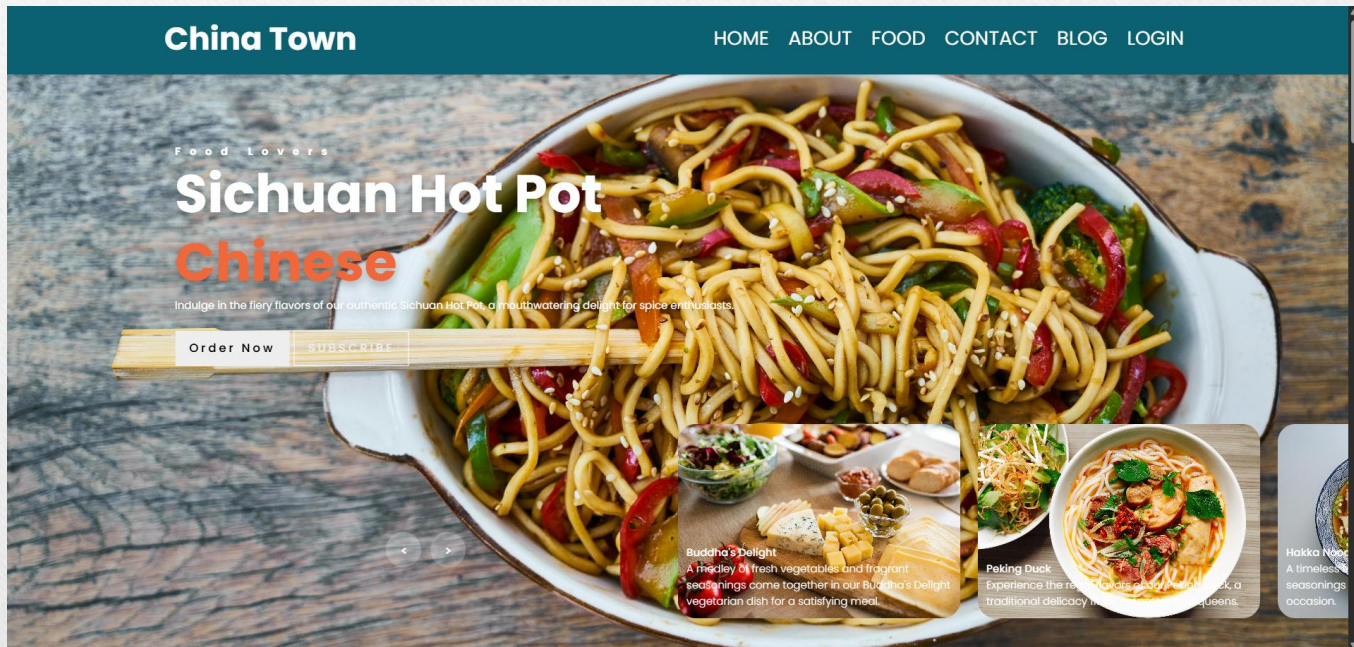 China Town
HOME ABOUT FOOD CONTACT BLOG LOGIN
Food Lovers
Sichuan Hot Pot
Chinese
Indulge in the fiery flavors of our authentic Sichuan Hot Pot, a mouthwatering delight for spice enthusiasts.
Order Now SUBSCRIBE
< >
Buddha's Delight
A medley of fresh vegetables and fragrant
seasonings come together in our Buddha's Delight
vegetarian dish for a satisfying meal.
Peking Duck
Experience the flavors Duck, a
traditional delicacy queens.
Hakka
A timeless
seasonings
occasion.